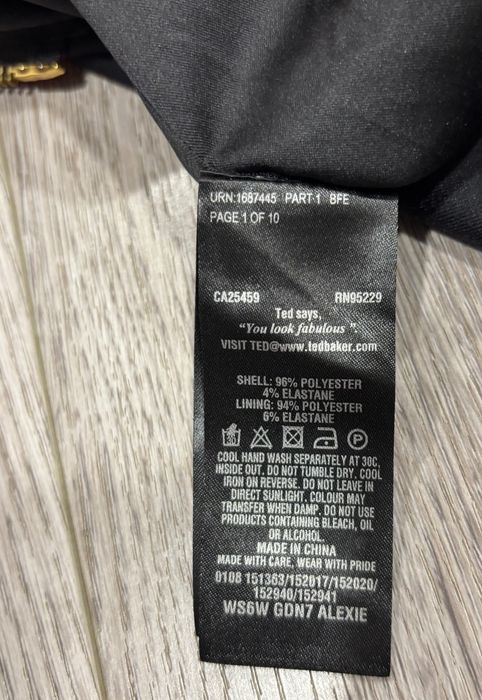 URN:1687445 PART-1 BFE
PAGE 1 OF 10
CA25459 RN95229
Ted says,
"You look fabulous ".
VISIT TED@www.tedbaker.com
SHELL: 96% POLYESTER
4% ELASTANE
LINING: 94% POLYESTER
6% ELASTANE
P
COOL HAND WASH SEPARATELY AT 30C,
INSIDE OUT. DO NOT TUMBLE DRY. COOL
IRON ON REVERSE. DO NOT LEAVE IN
DIRECT SUNLIGHT. COLOUR MAY
TRANSFER WHEN DAMP. DO NOT USE
PRODUCTS CONTAINING BLEACH, OIL
OR ALCOHOL.
MADE IN CHINA
MADE WITH CARE, WEAR WITH PRIDE
0108 151363/152017/152020/
152940/152941
WS6W GDN7 ALEXIE